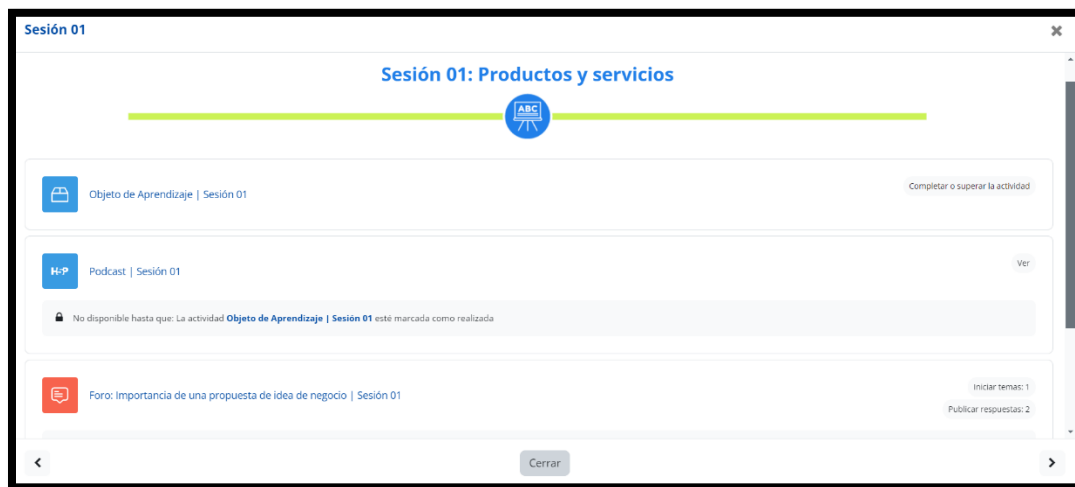 Sesión 01
Sesión 01: Productos y servicios
ABC
Objeto de Aprendizaje | Sesión 01
Completar o superar la actividad
H-P
Podcast | Sesión 01
Ver
No disponible hasta que: La actividad Objeto de Aprendizaje | Sesión 01 esté marcada como realizada
Foro: Importancia de una propuesta de idea de negocio | Sesión 01
Iniciar temas: 1
Publicar respuestas: 2
Cerrar